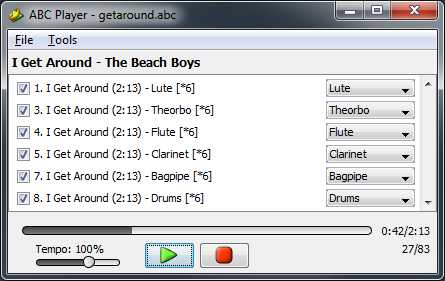 ABC Player - getaround.abc
File Tools
I Get Around - The Beach Boys
1. I Get Around (2:13) - Lute [*6] Lute
3. I Get Around (2:13) - Theorbo [*6] Theorbo
4. I Get Around (2:13) - Flute [*6] Flute
5. I Get Around (2:13) - Clarinet [*6] Clarinet
7. I Get Around (2:13) - Bagpipe [*6] Bagpipe
8. I Get Around (2:13) - Drums [*6] Drums
0:42/2:13
Tempo: 100% 27/83